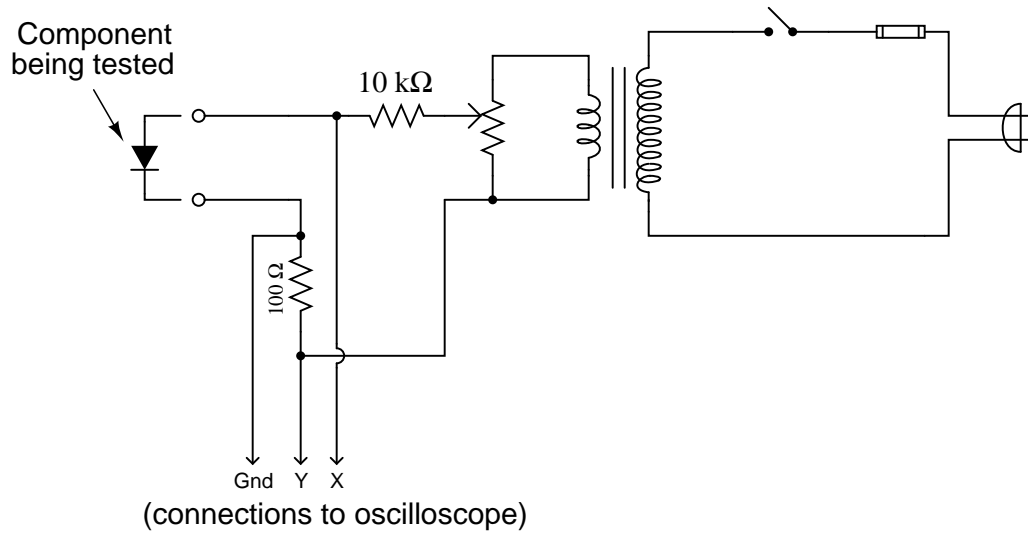 Component
being tested
10 kΩ
100 Ω
Gnd Y X
(connections to oscilloscope)